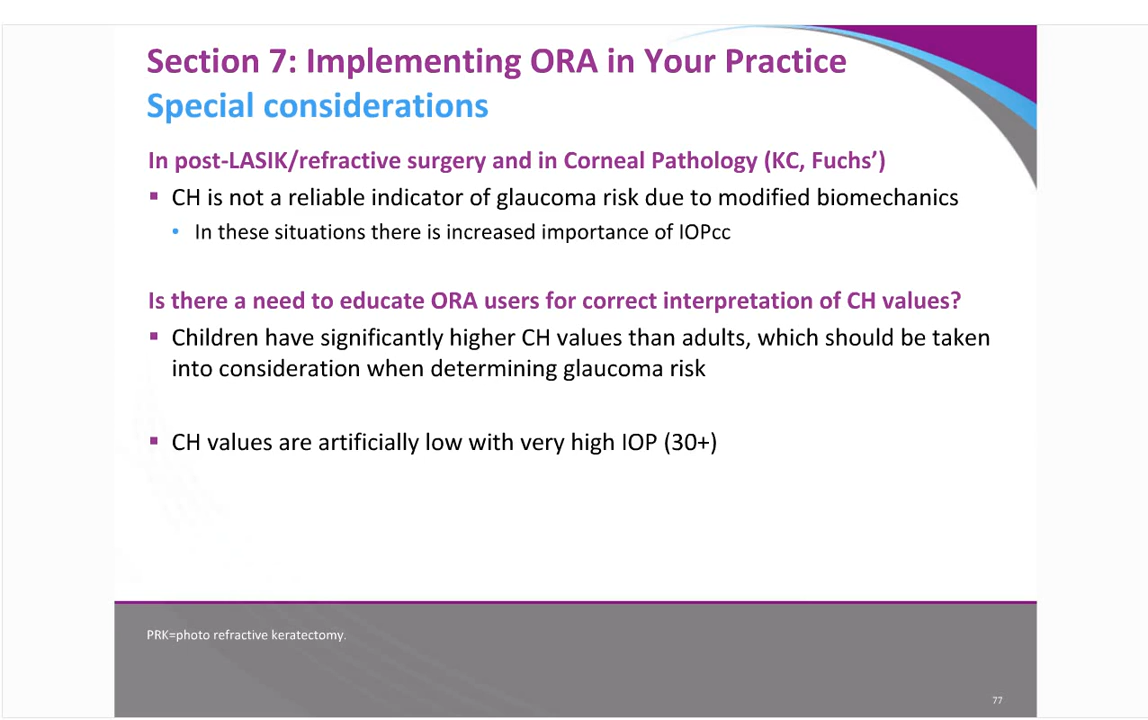 Section 7: Implementing ORA in Your Practice
Special considerations
In post-LASIK/refractive surgery and in Corneal Pathology (KC, Fuchs’)
▪ CH is not a reliable indicator of glaucoma risk due to modified biomechanics
• In these situations there is increased importance of IOPcc
Is there a need to educate ORA users for correct interpretation of CH values?
▪ Children have significantly higher CH values than adults, which should be taken
into consideration when determining glaucoma risk
▪ CH values are artificially low with very high IOP (30+)
PRK=photo refractive keratectomy.
77